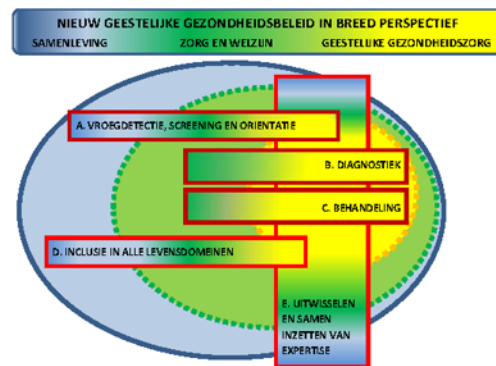 NIEUW GEESTELIJKE GEZONDHEIDSBELEID IN BREED PERSPECTIEF
SAMENLEVING ZORG EN WELZIJN GEESTELIJKE GEZONDHEIDSZORG
A. VROEGDETECTIE, SCREENING EN ORIENTATIE
B. DIAGNOSTIEK
C. BEHANDELING
D. INCLUSIE IN ALLE LEVENSDOMEINEN
E. UITWISSELEN
EN SAMEN
INZETTEN VAN
EXPERTISE